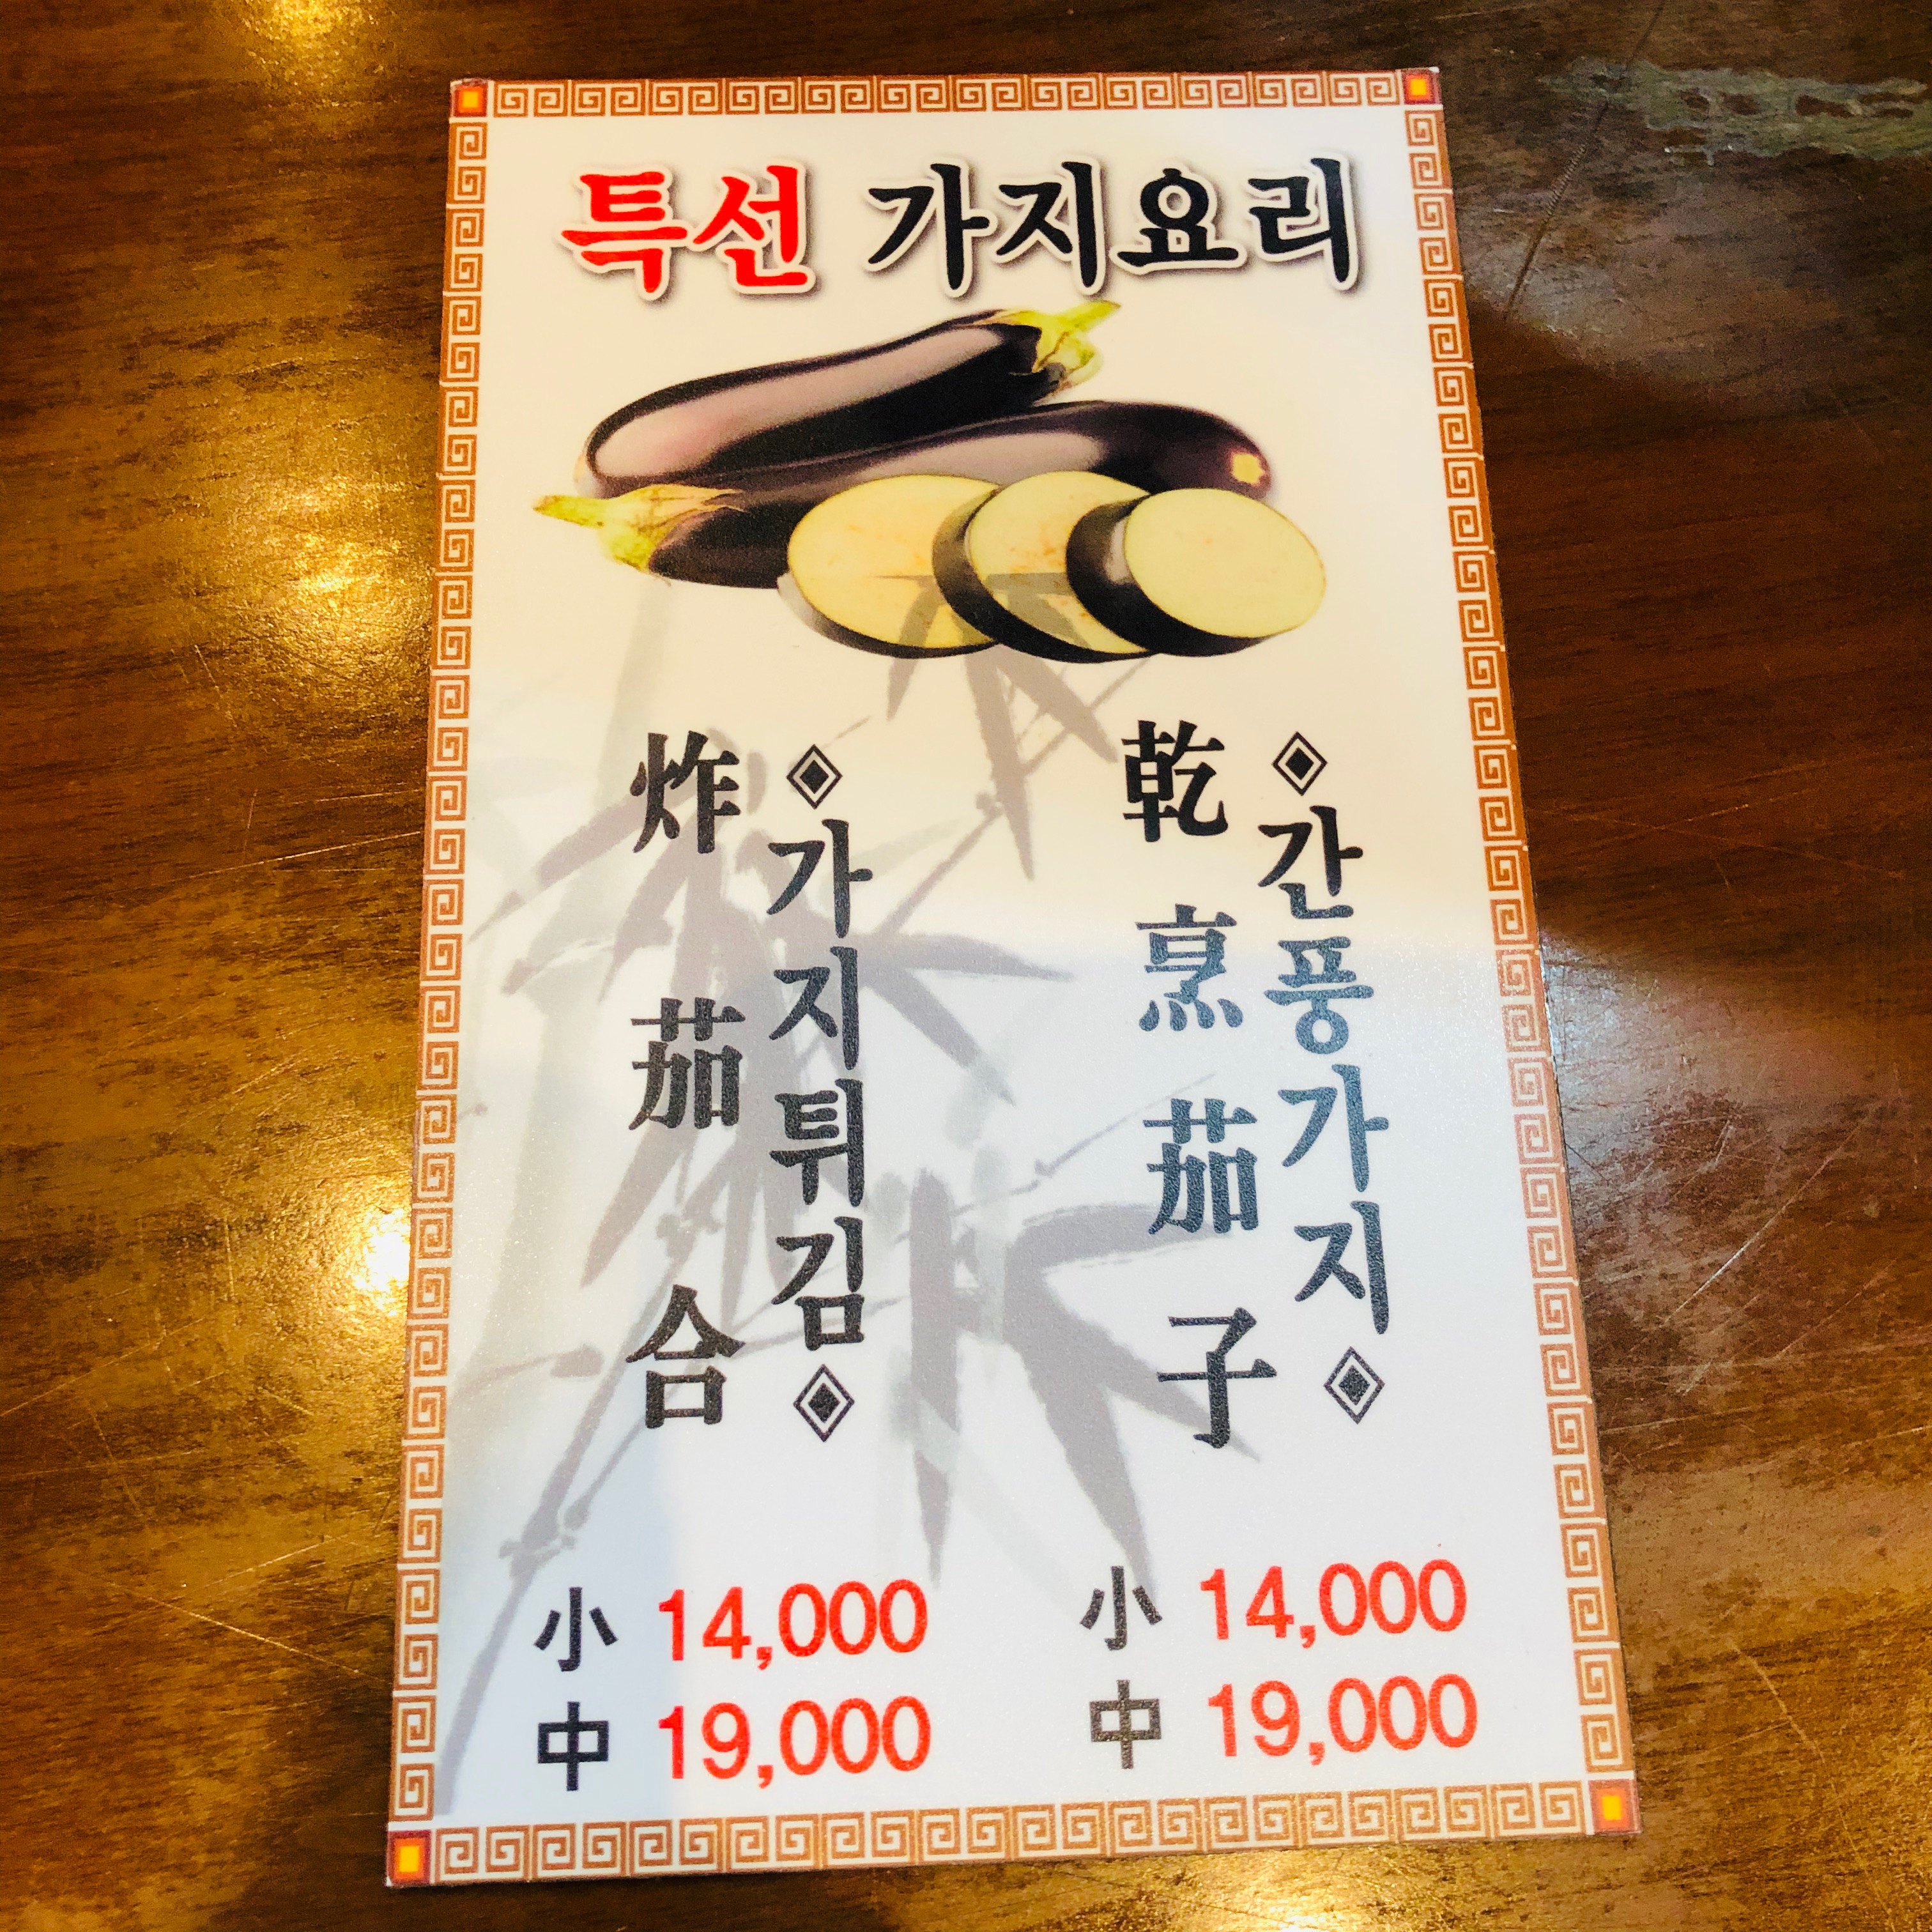 특선 가지요리
◈간풍가지◈
乾烹茄子
◈가지튀김◈
炸茄合
小 14,000
中 19,000
小 14,000
中 19,000